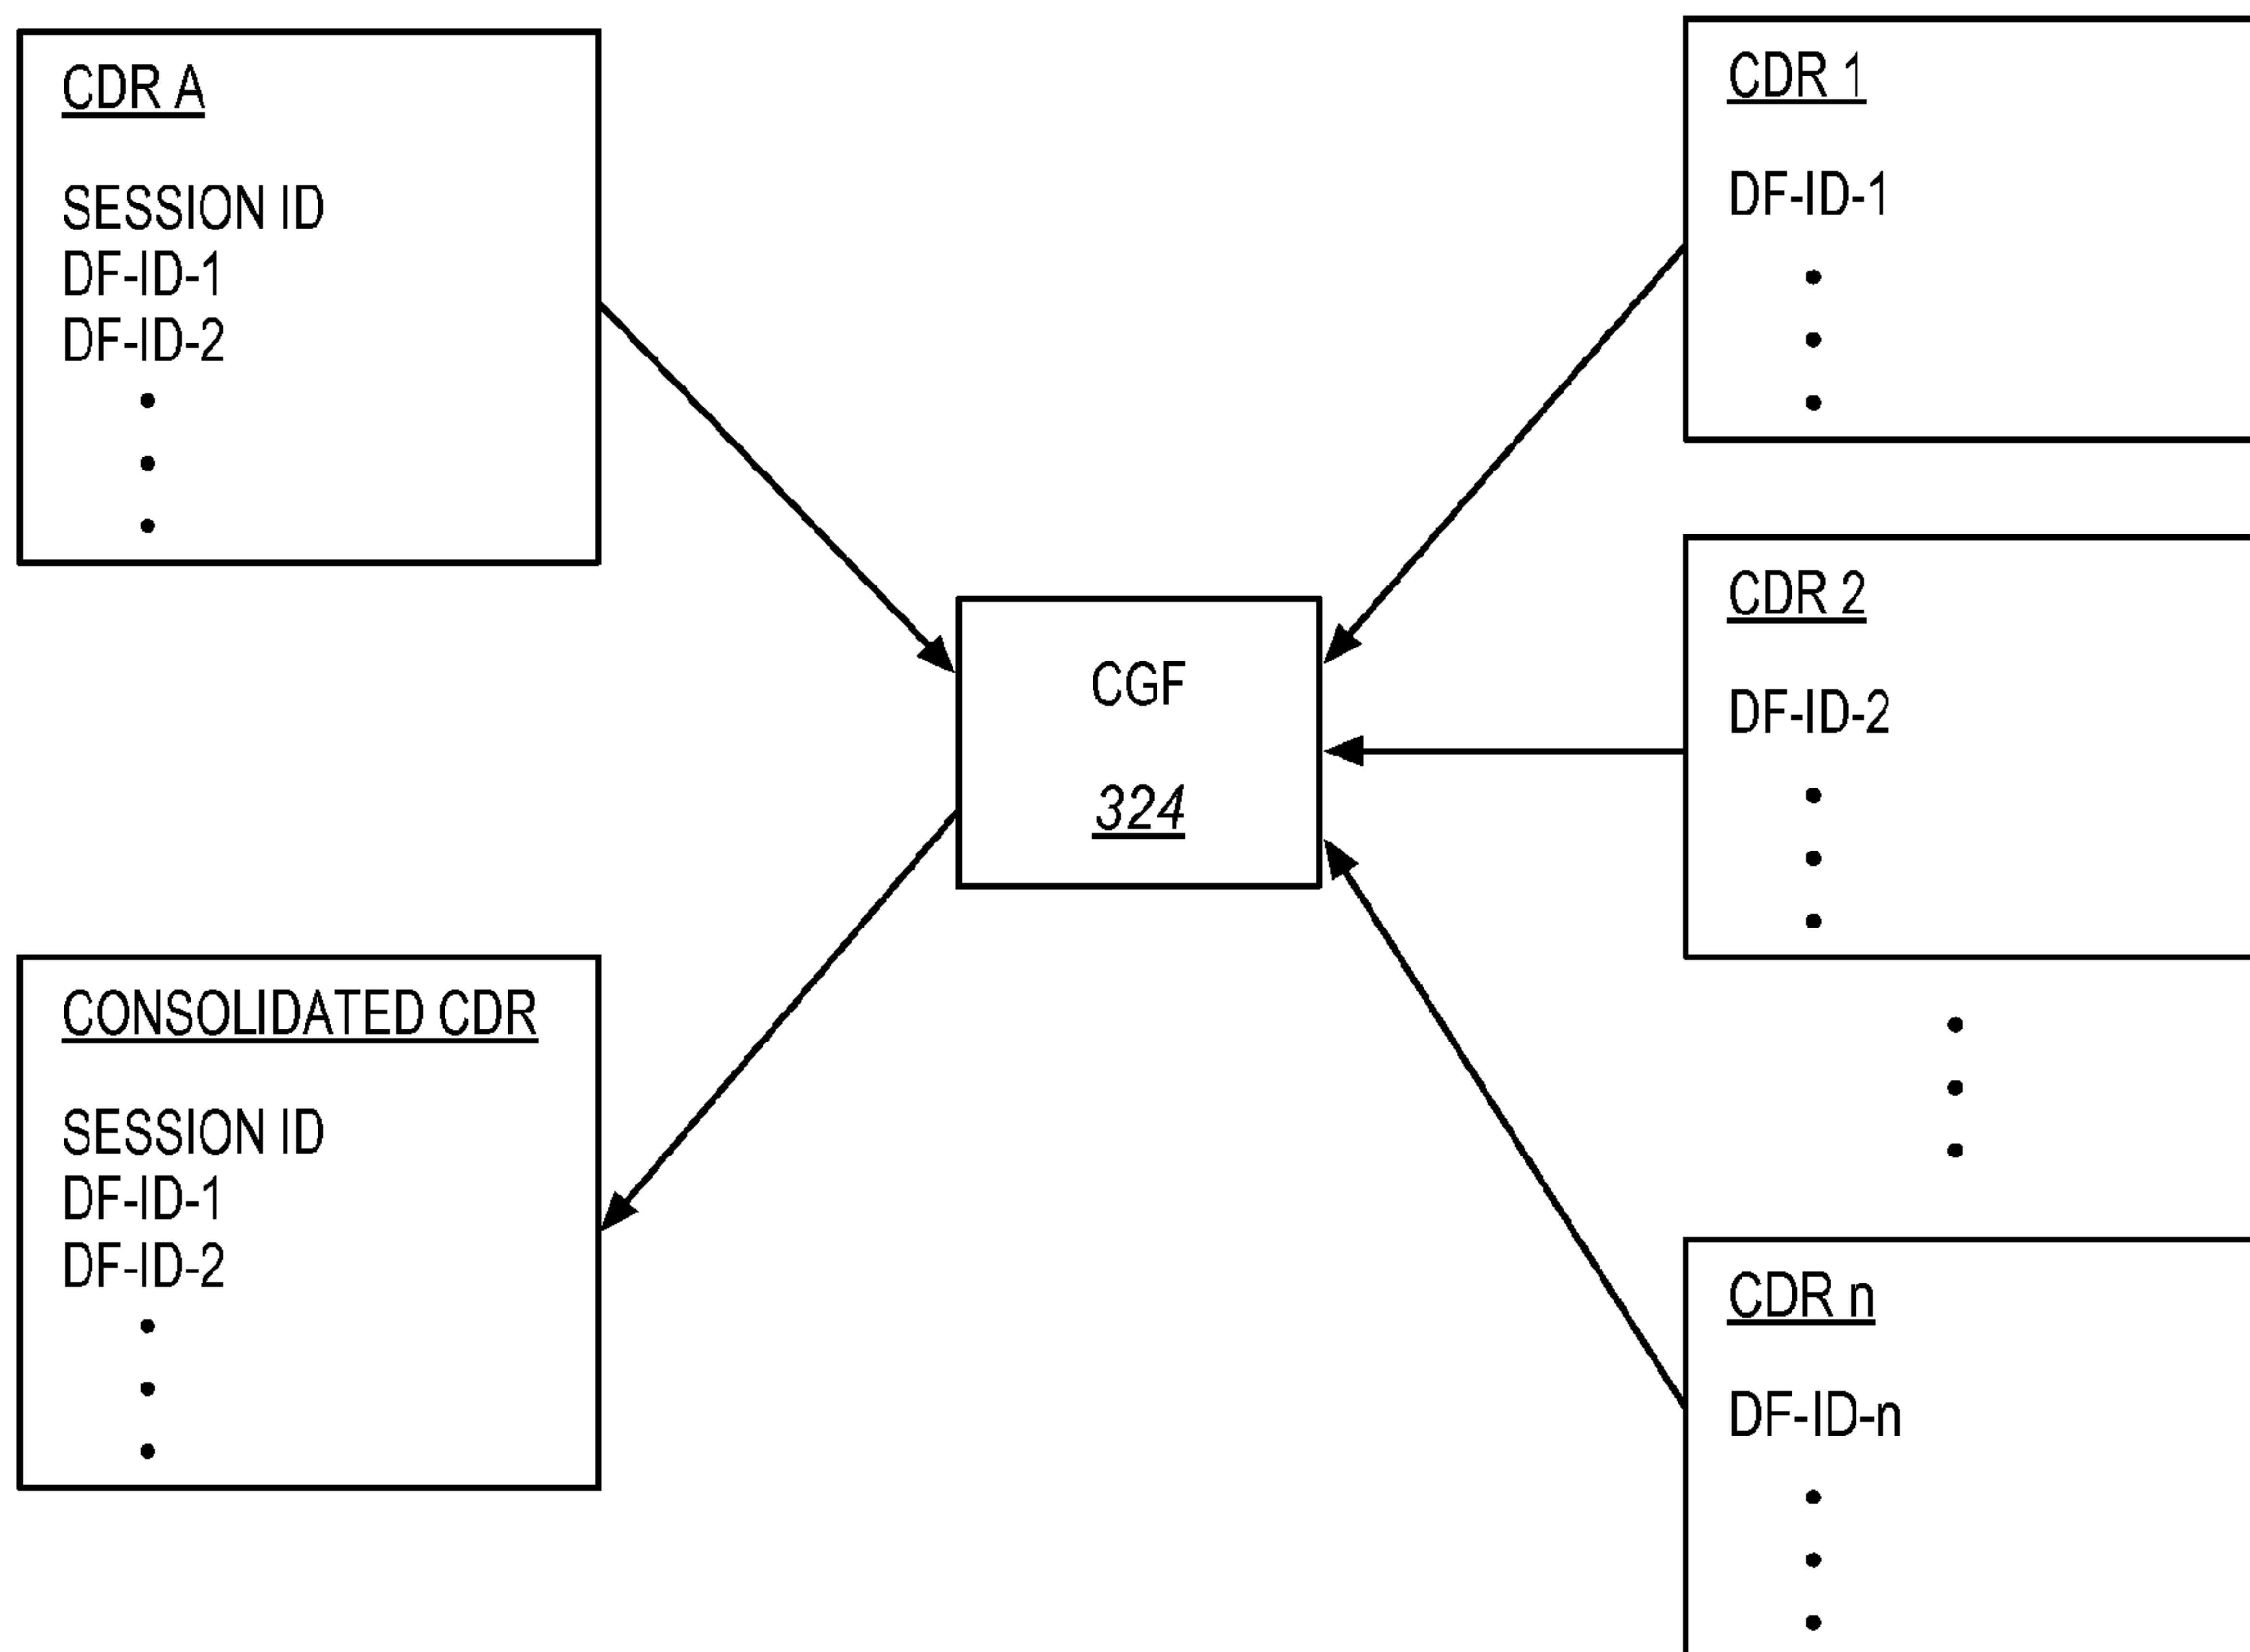 CDR A
SESSION ID
DF-ID-1
DF-ID-2
CONSOLIDATED CDR
SESSION ID
DF-ID-1
DF-ID-2
CGF
324
CDR 1
DF-ID-1
CDR 2
DF-ID-2
CDR n
DF-ID-n